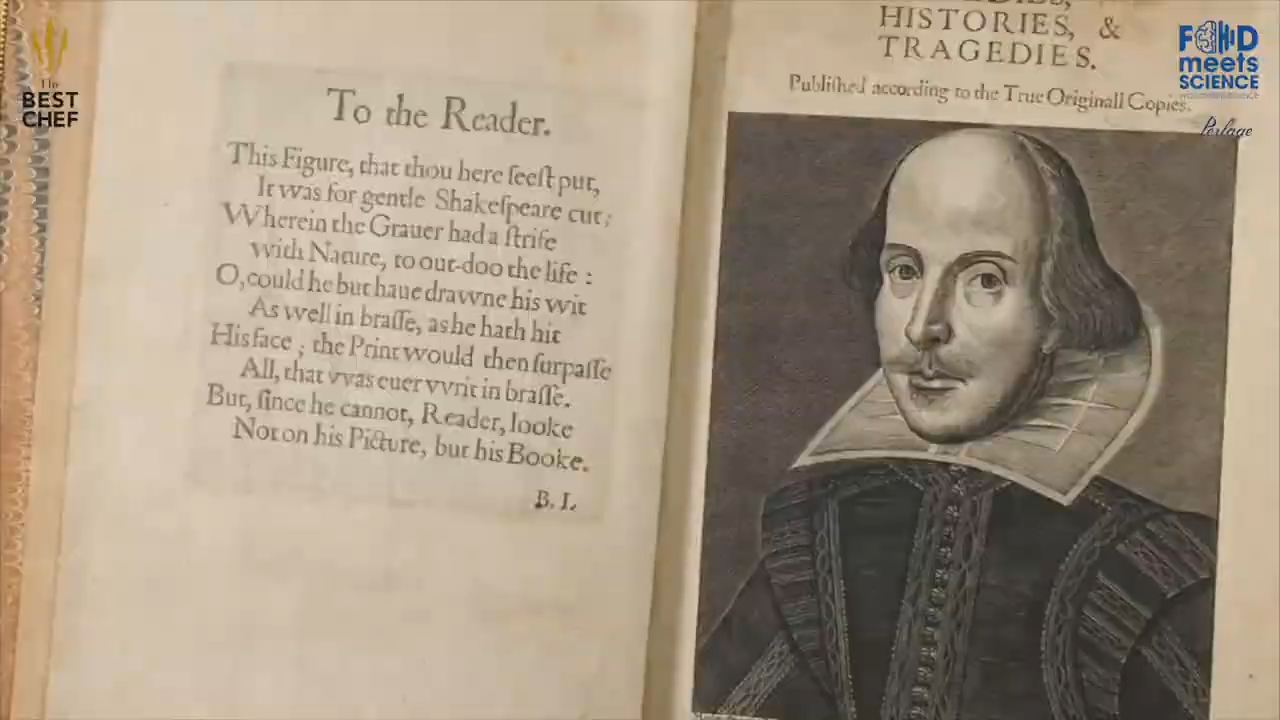 The
BEST
CHEF
To the Reader.
This Figure, that thou here ſeeſt put,
It was for gentle Shakeſpeare cut;
Wherein the Grauer had a ſtrife
with Nature, to out-doo the life :
O, could he but haue dravvne his wit
As well in braſſe, as he hath hit
His face ; the Print would then ſurpaſſe
All, that vvas euer vvrit in braſſe.
But, ſince he cannot, Reader, looke
Not on his Picture, but his Booke.
B. I.
HISTORIES, &
TRAGEDIES.
Publiſhed according to the True Originall Copies.
FOOD
meets
SCIENCE
Perlage